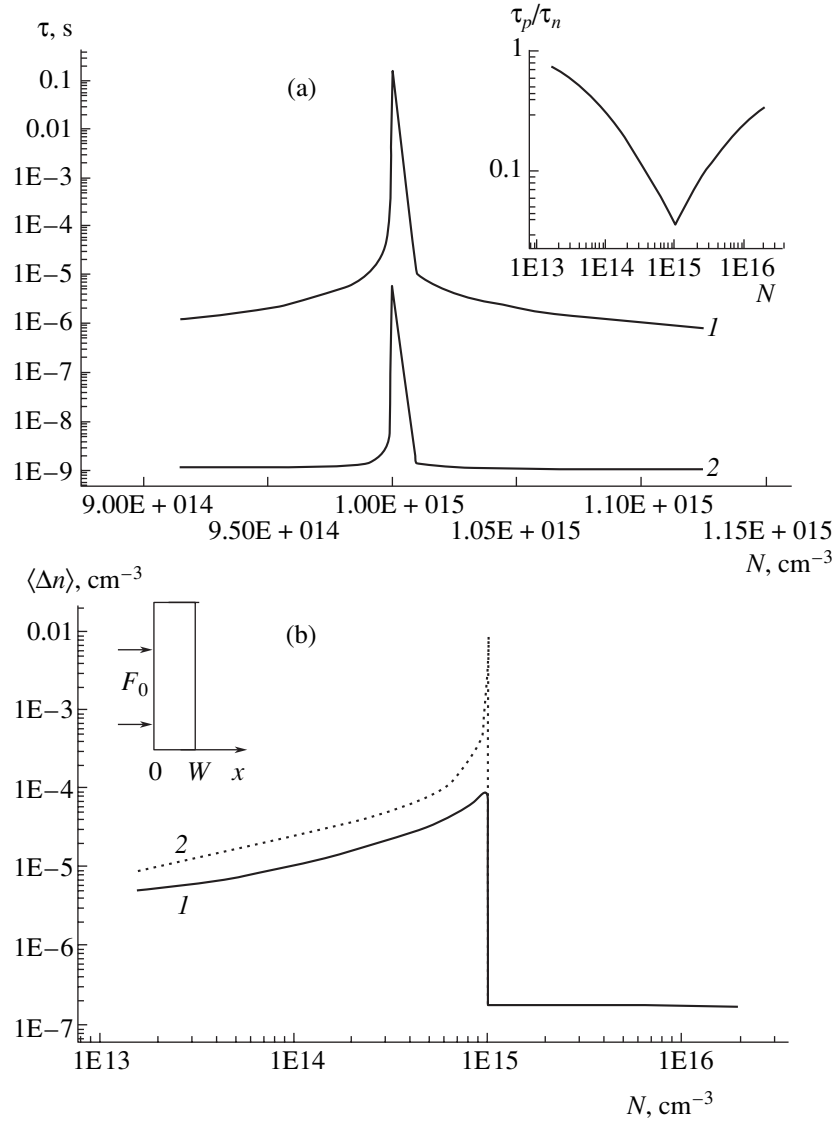 τ, s
(a)
0.1
0.01
1E−3
1E−4
1E−5
1E−6
1E−7
1E−8
1E−9
1
2
9.00E + 014
1.00E + 015
1.10E + 015
9.50E + 014
1.05E + 015
1.15E + 015
N, cm⁻³
τₚ/τₙ
1
0.1
1E13
1E14
1E15
1E16
N
⟨Δn⟩, cm⁻³
(b)
0.01
1E−3
1E−4
1E−5
1E−6
1E−7
F₀
0
W
x
2
1
1E13
1E14
1E15
1E16
N, cm⁻³